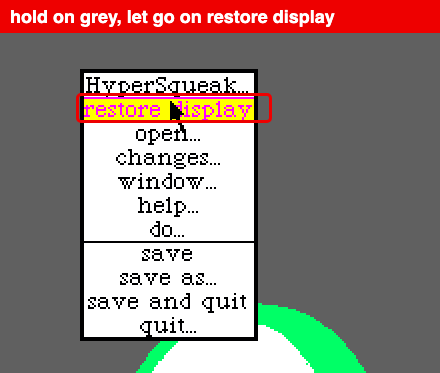 hold on grey, let go on restore display
HyperSqueak...
restore display
open...
changes...
window...
help...
do...
save
save as...
save and quit
quit...